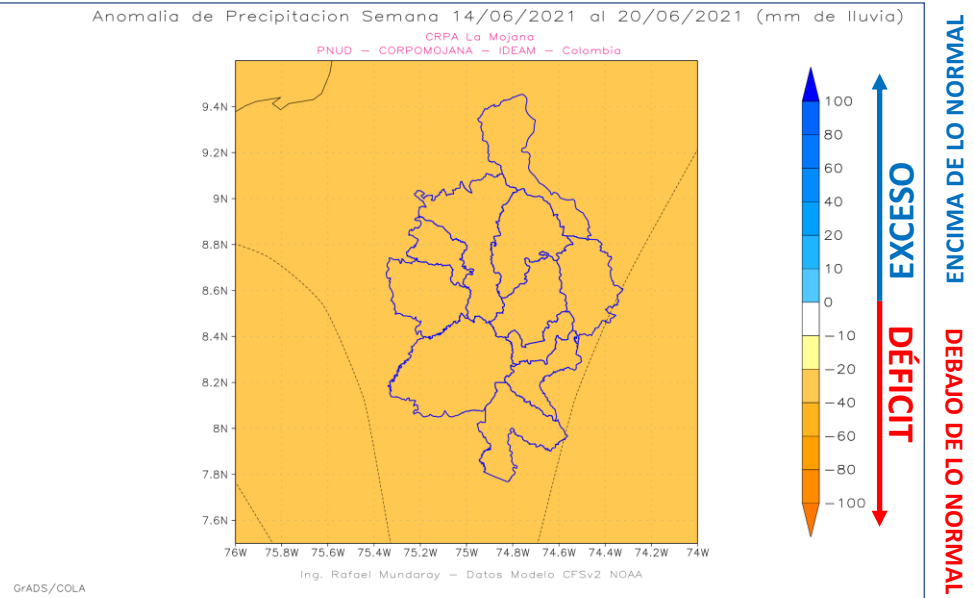 Anomalia de Precipitacion Semana 14/06/2021 al 20/06/2021 (mm de lluvia)
CRPA La Mojana
PNUD – CORPOMOJANA – IDEAM – Colombia
9.4N
9.2N
9N
8.8N
8.6N
8.4N
8.2N
8N
7.8N
7.6N
76W 75.8W 75.6W 75.4W 75.2W 75W 74.8W 74.6W 74.4W 74.2W 74W
Ing. Rafael Mundaray – Datos Modelo CFSv2 NOAA
GrADS/COLA
100
80
60
40
20
10
0
–10
–20
–40
–60
–80
–100
EXCESO
DÉFICIT
ENCIMA DE LO NORMAL
DEBAJO DE LO NORMAL